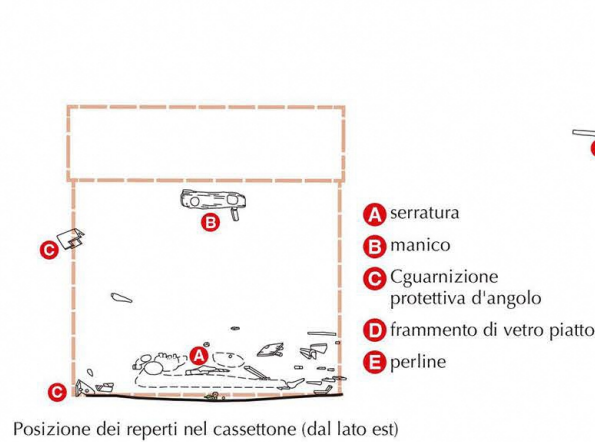 B
C
A
C
A serratura
B manico
C Cguarnizione
protettiva d'angolo
D frammento di vetro piatto
E perline
Posizione dei reperti nel cassettone (dal lato est)